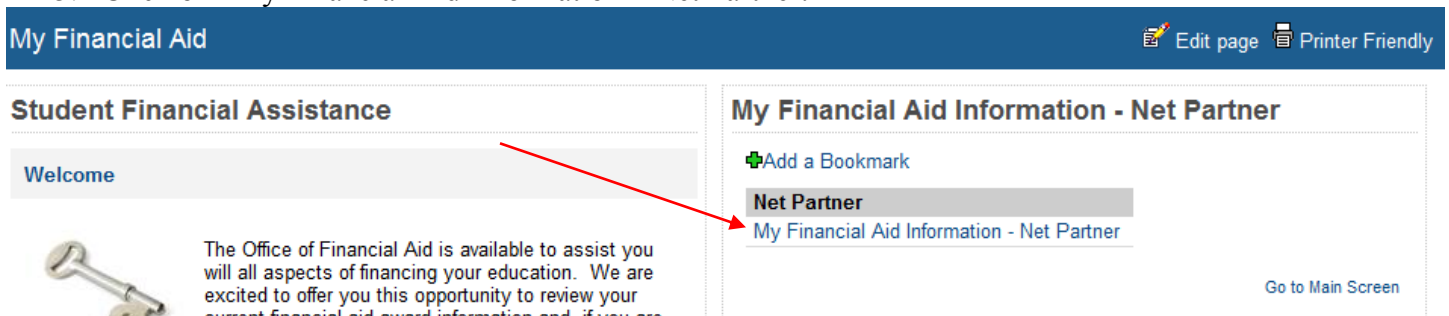 My Financial Aid
Edit page Printer Friendly
Student Financial Assistance
Welcome
The Office of Financial Aid is available to assist you
will all aspects of financing your education. We are
excited to offer you this opportunity to review your
My Financial Aid Information - Net Partner
Add a Bookmark
Net Partner
My Financial Aid Information - Net Partner
Go to Main Screen